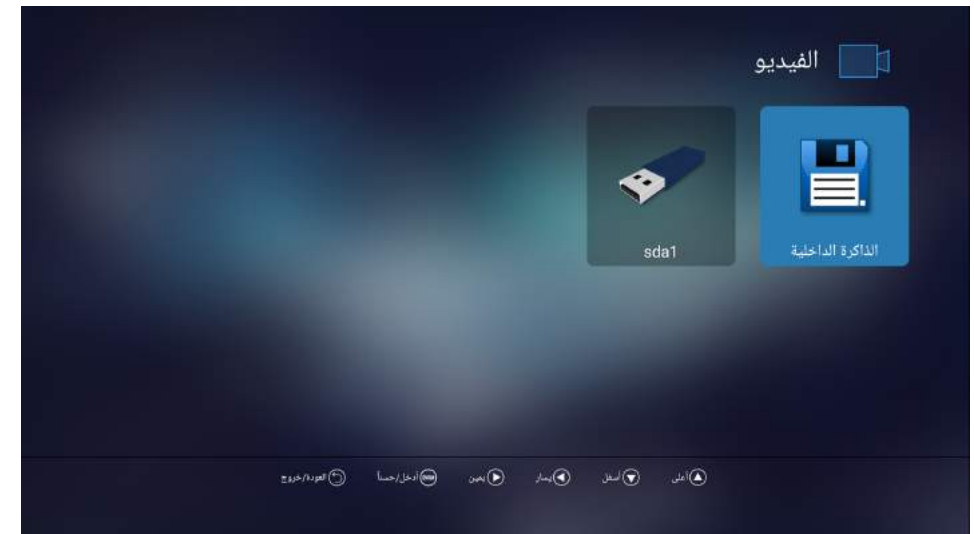 الفيديو
الذاكرة الداخلية
sda1
أعلى أسفل يسار يمين أدخل/حسناً العودة/خروج